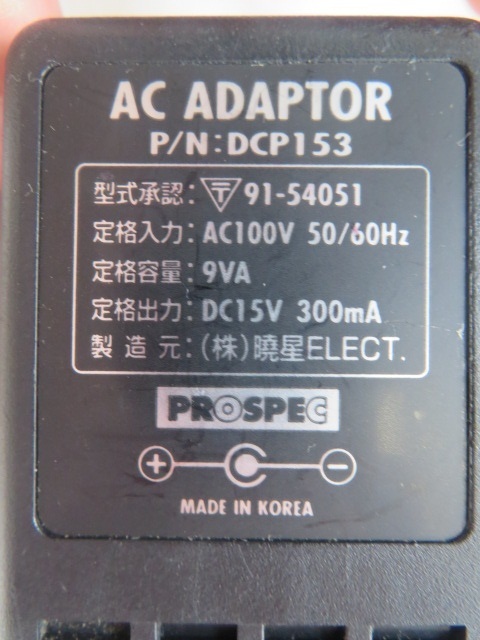 AC ADAPTOR
P/N:DCP153
型式承認:〒91-54051
定格入力:AC100V 50/60Hz
定格容量:9VA
定格出力:DC15V 300mA
製造元:(株)曉星ELECT.
PROSPEC
+ −
MADE IN KOREA